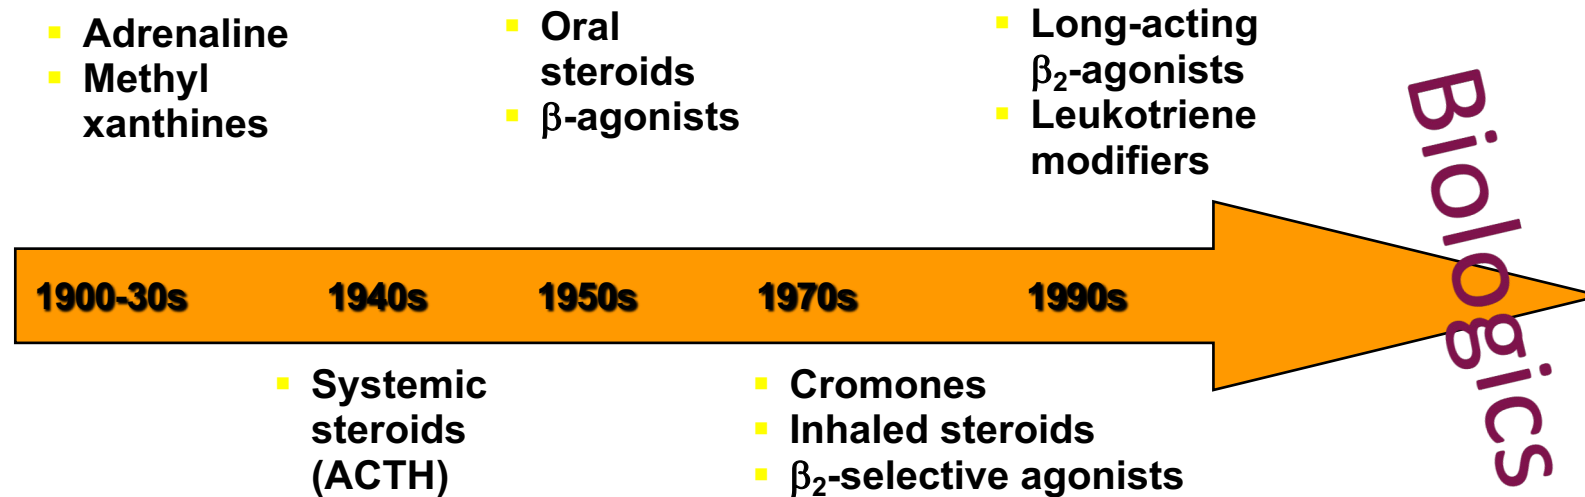 Adrenaline
Methyl
xanthines
Oral
steroids
β-agonists
Long-acting
β₂-agonists
Leukotriene
modifiers
Biologics
1900-30s
1940s
1950s
1970s
1990s
Systemic
steroids
(ACTH)
Cromones
Inhaled steroids
β₂-selective agonists